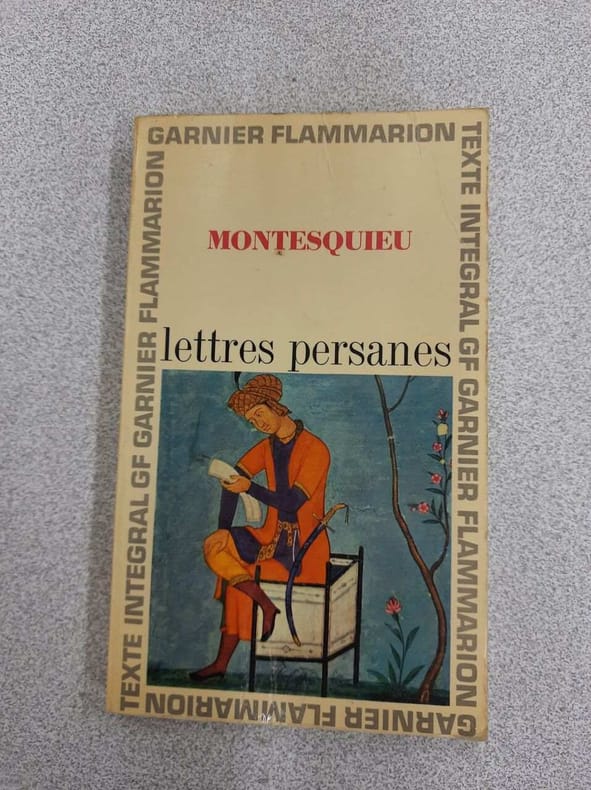 GARNIER FLAMMARION
TEXTE INTEGRAL GF GARNIER FLAMMARION
MONTESQUIEU
lettres persanes
TEXTE INTEGRAL GF GARNIER FLAMMARION
GARNIER FLAMMARION